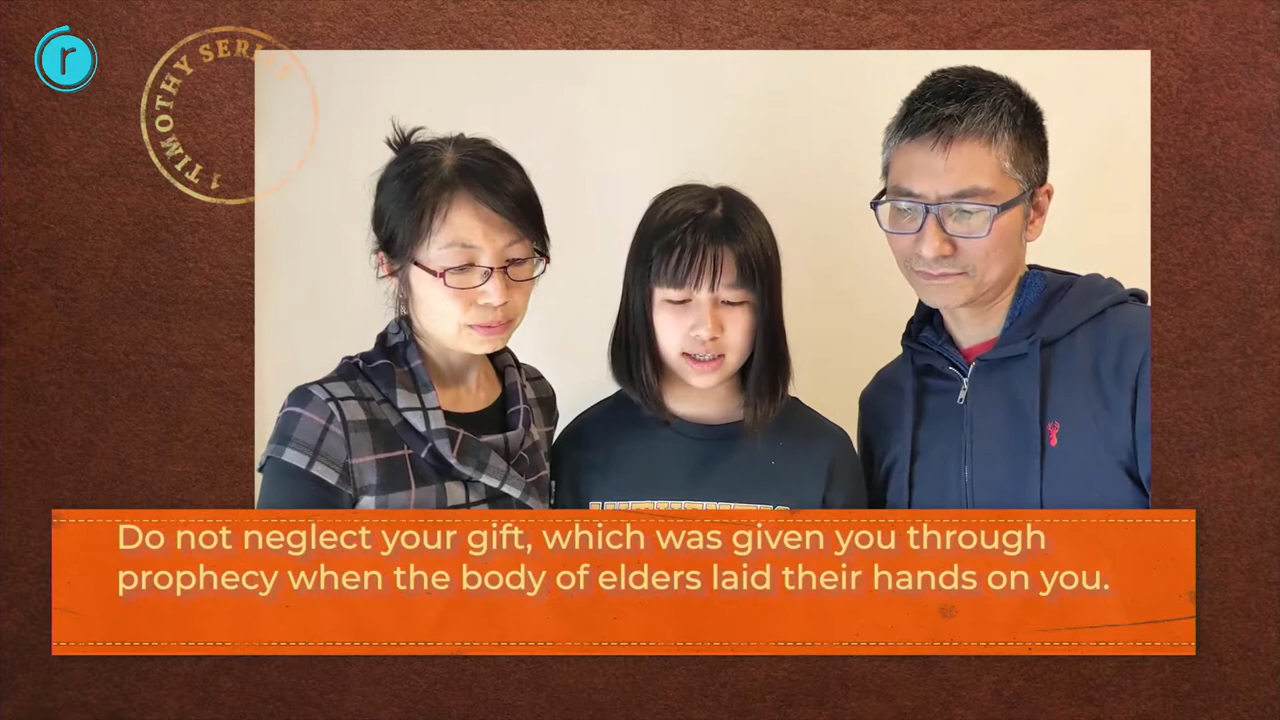 r
1 TIMOTHY SERIES
Do not neglect your gift, which was given you through
prophecy when the body of elders laid their hands on you.